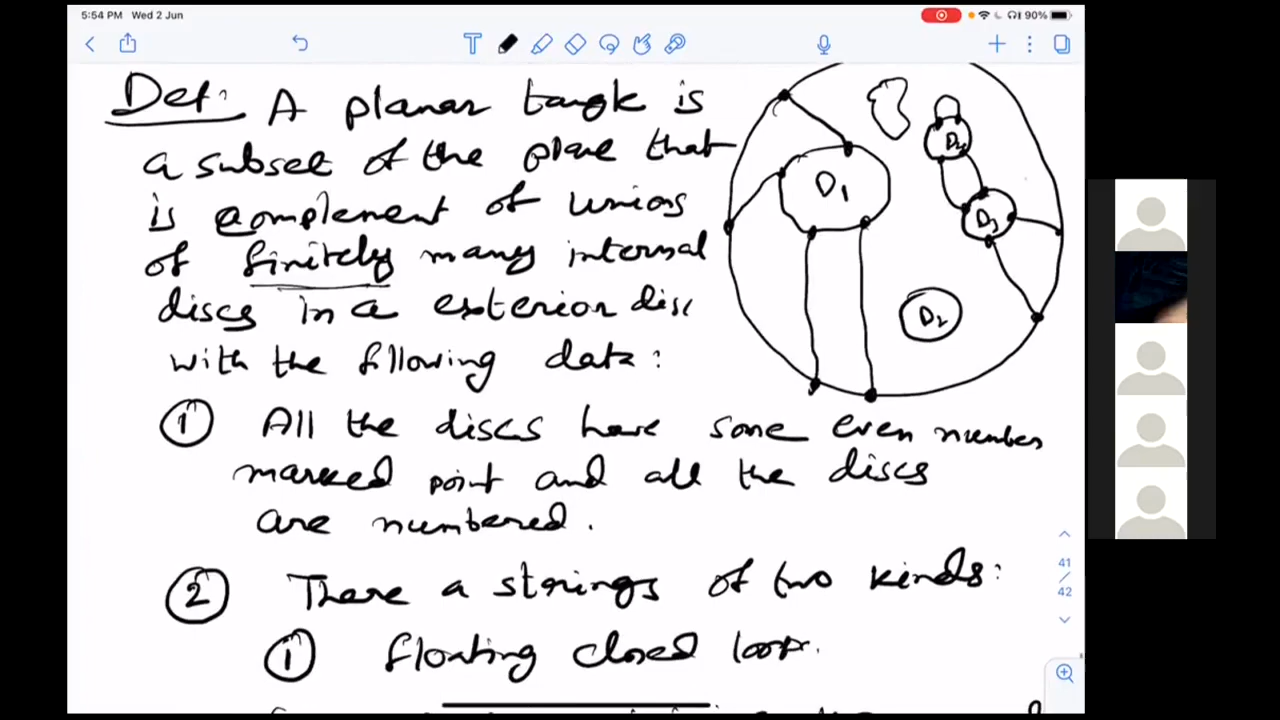 5:54 PM Wed 2 Jun
90%
Def: A planar tangle is
a subset of the plane that
is complement of unions
of finitely many internal
discs in a exterior disc
with the following data:
① All the discs have some even number
marked point and all the discs
are numbered.
② There a strings of two kinds:
① floating closed loop.
D1
D4
D3
D2
41
/
42